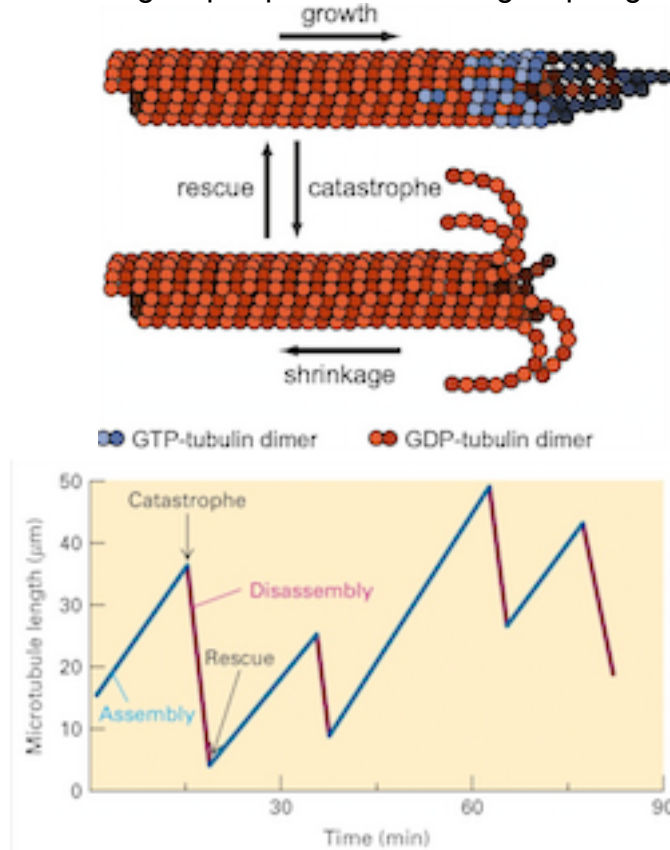 growth
rescue
catastrophe
shrinkage
GTP-tubulin dimer
GDP-tubulin dimer
50
Catastrophe
40
Disassembly
30
Rescue
20
Assembly
10
0
30
60
90
Microtubule length (μm)
Time (min)